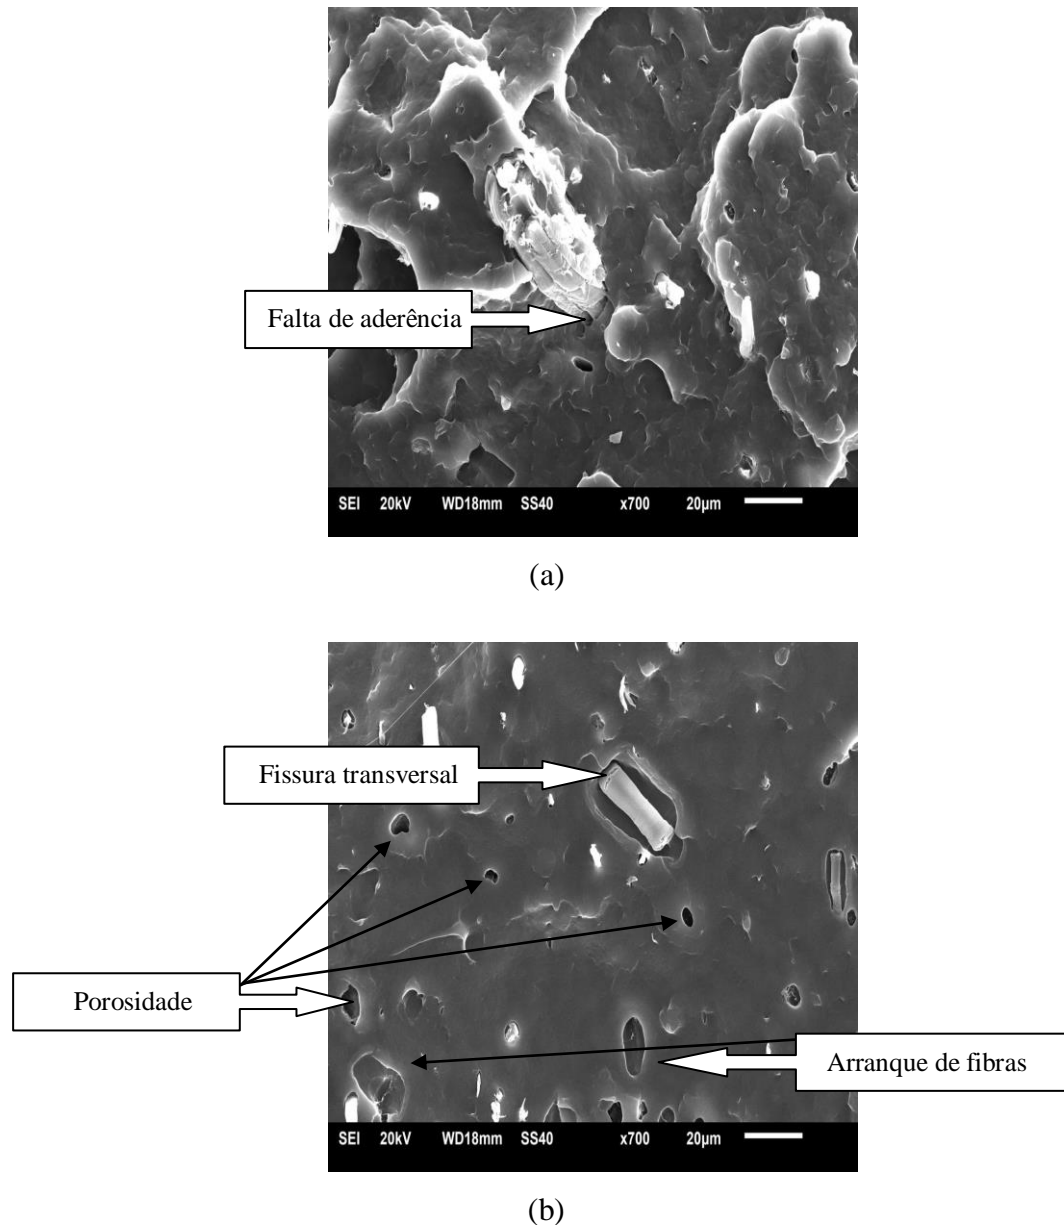 Falta de aderência
SEI 20kV WD18mm SS40 x700 20µm
(a)
Fissura transversal
Porosidade
Arranque de fibras
SEI 20kV WD18mm SS40 x700 20µm
(b)